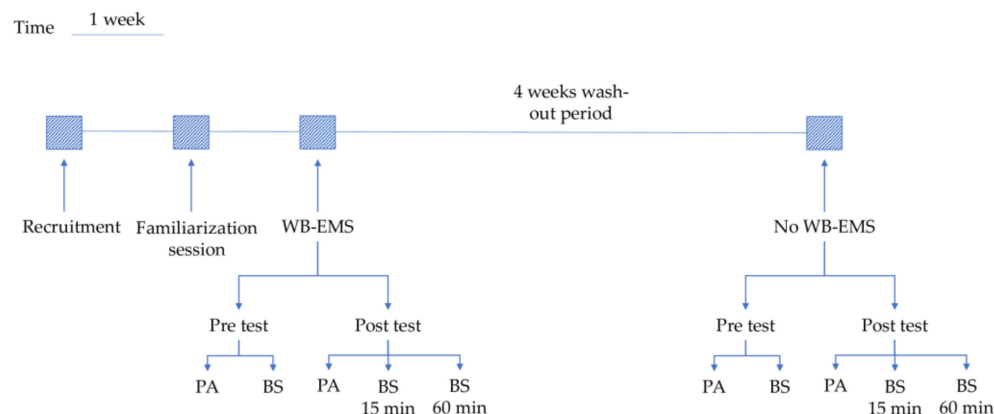 Time
1 week
4 weeks wash-
out period
Recruitment
Familiarization
session
WB-EMS
No WB-EMS
Pre test
Post test
Pre test
Post test
PA
BS
PA
BS
15 min
BS
60 min
PA
BS
PA
BS
15 min
BS
60 min